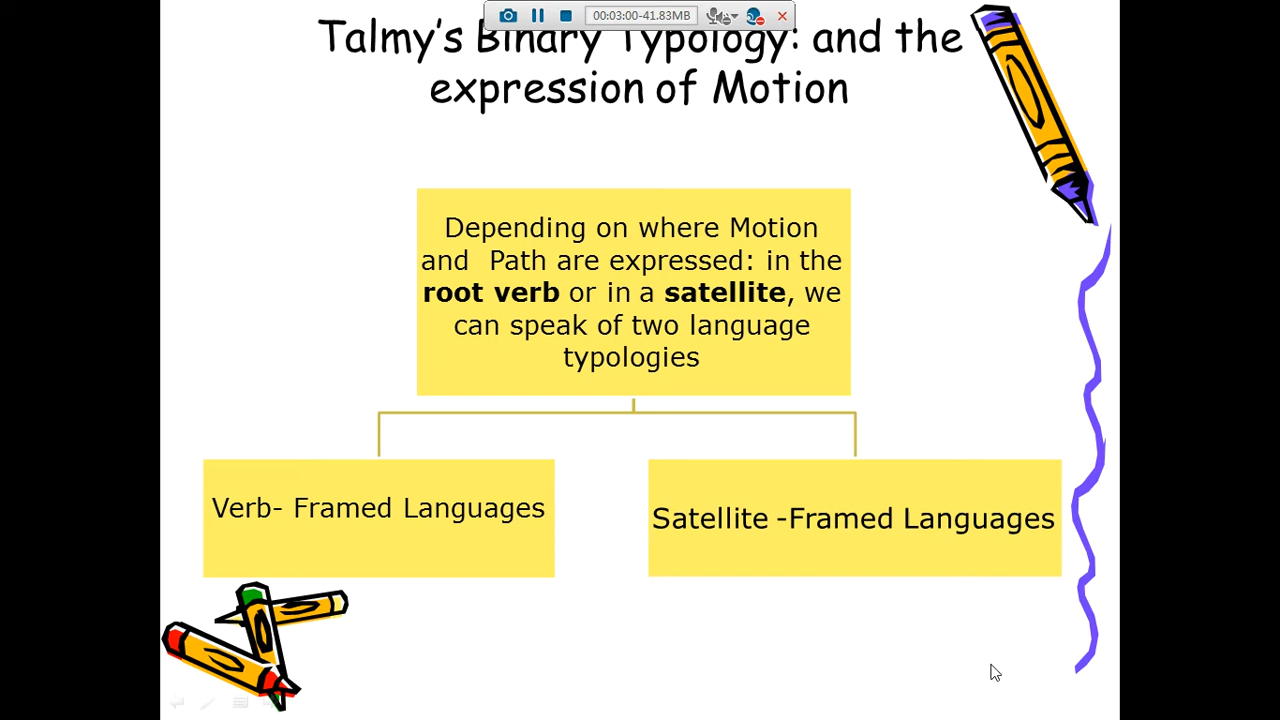 00:03:00-41.83MB
Talmy's Binary Typology: and the
expression of Motion
Depending on where Motion
and  Path are expressed: in the
root verb or in a satellite, we
can speak of two language
typologies
Verb- Framed Languages
Satellite -Framed Languages